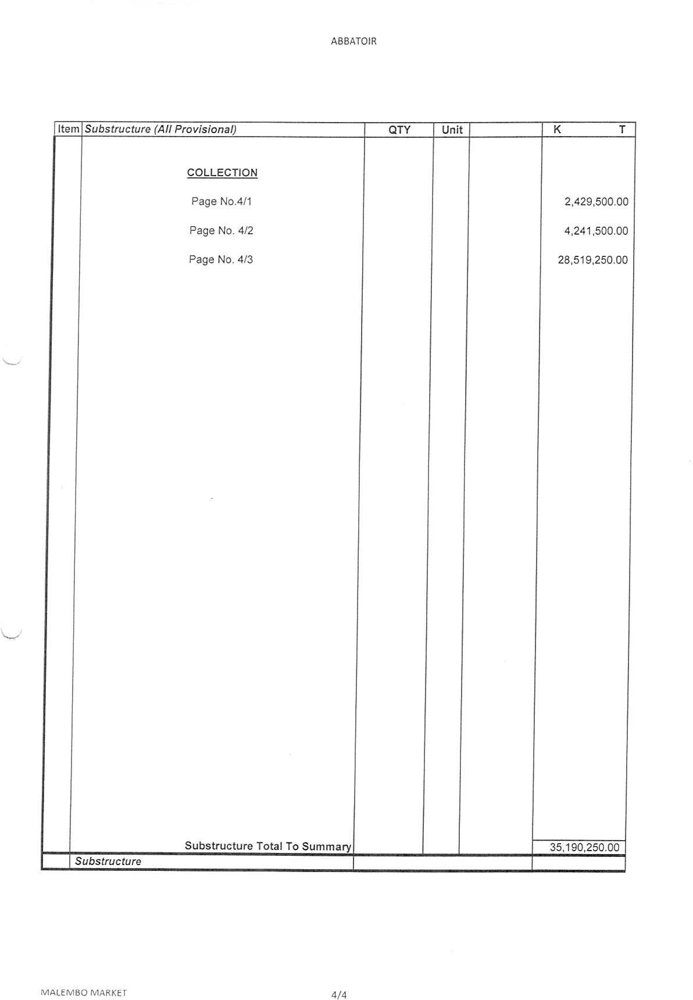 ABBATOIR
Item Substructure (All Provisional) QTY Unit K T
COLLECTION
Page No.4/1 2,429,500.00
Page No. 4/2 4,241,500.00
Page No. 4/3 28,519,250.00
Substructure Total To Summary 35,190,250.00
Substructure
MALEMBO MARKET 4/4